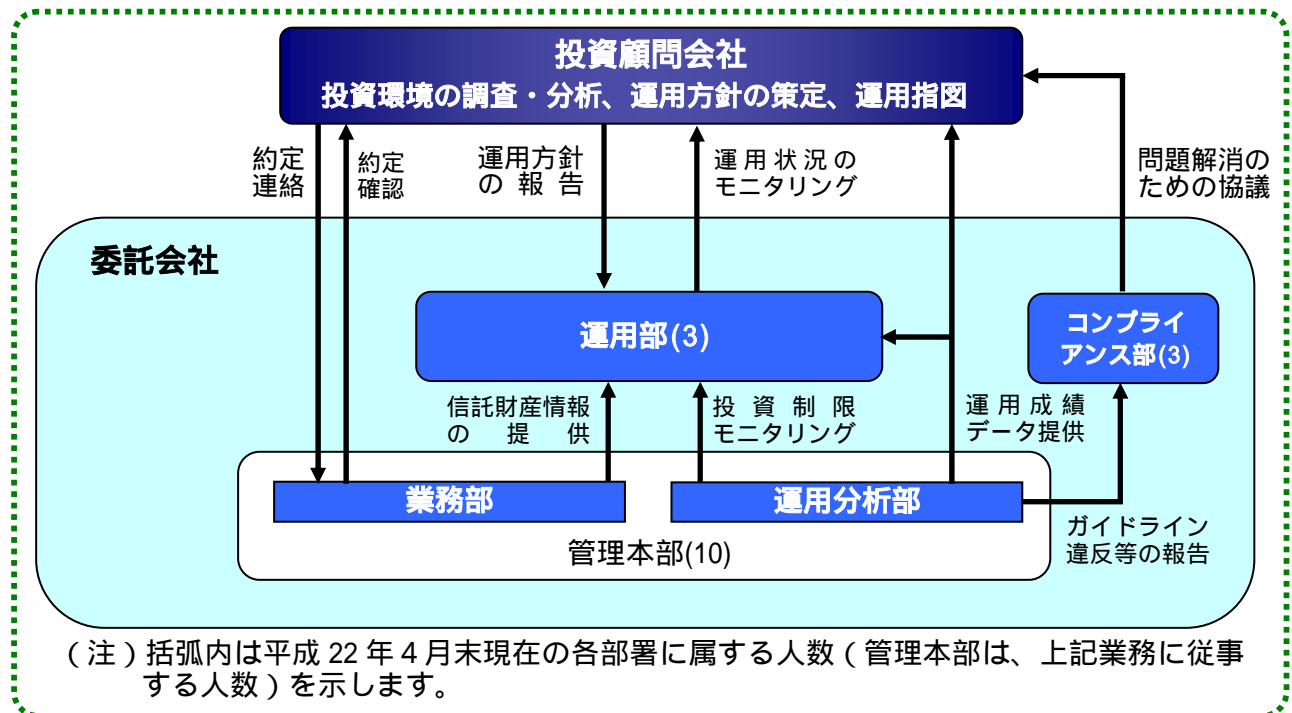 投資顧問会社
投資環境の調査・分析、運用方針の策定、運用指図
約定
連絡
約定
確認
運用方針
の報告
運用状況の
モニタリング
問題解消の
ための協議
委託会社
運用部(3)
コンプライ
アンス部(3)
信託財産情報
の提供
投資制限
モニタリング
運用成績
データ提供
業務部
運用分析部
管理本部(10)
ガイドライン
違反等の報告
(注)括弧内は平成22年4月末現在の各部署に属する人数(管理本部は、上記業務に従事
する人数)を示します。